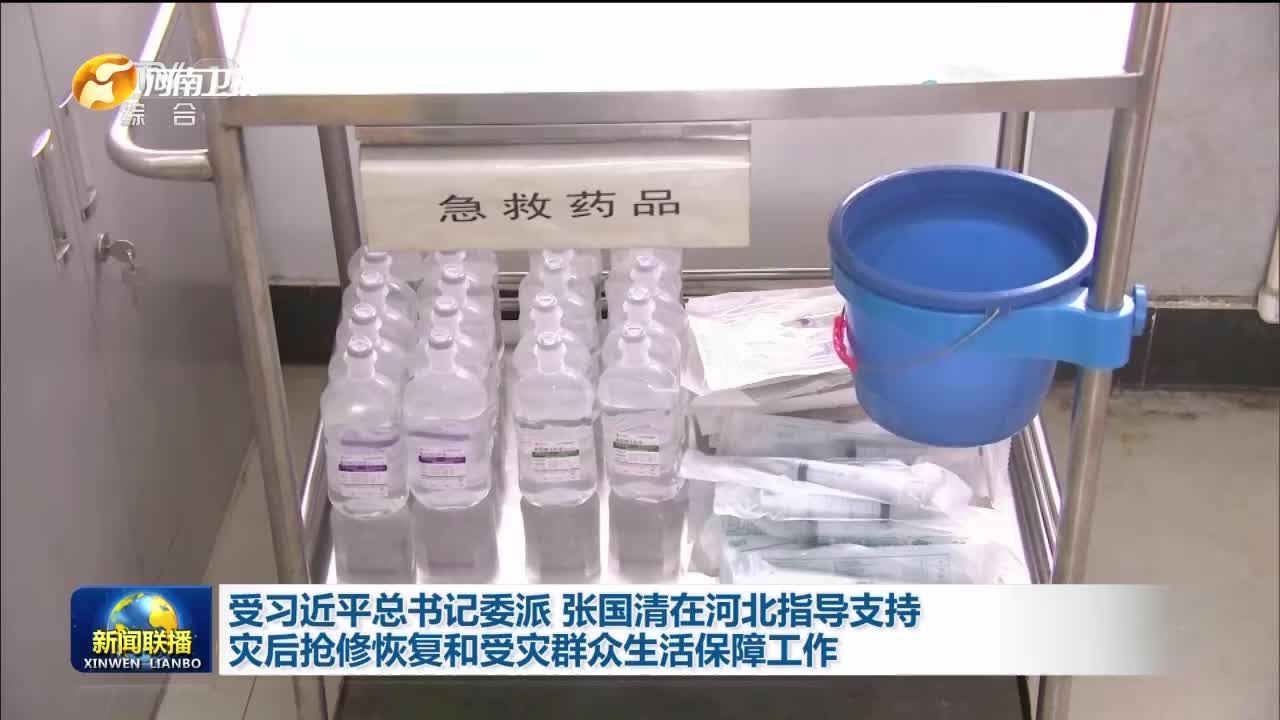 河南卫视
综合
急救药品
受习近平总书记委派 张国清在河北指导支持
灾后抢修恢复和受灾群众生活保障工作
新闻联播
XINWEN LIANBO